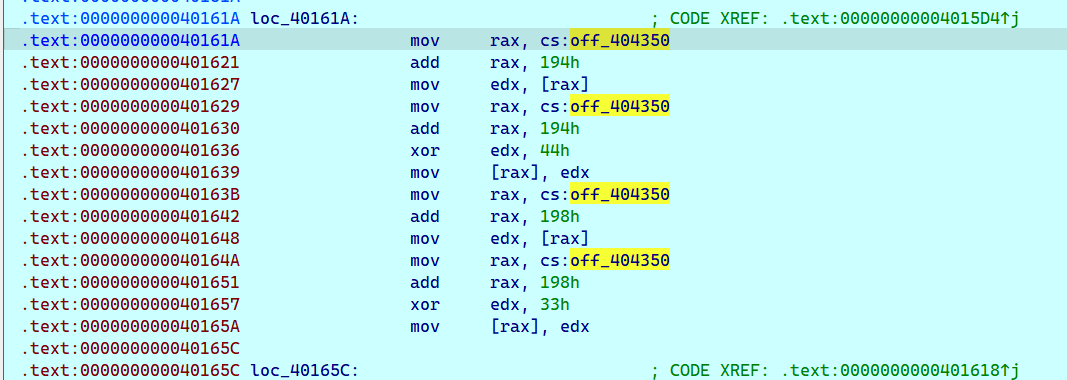 .text:000000000040161A loc_40161A: ; CODE XREF: .text:00000000004015D4↑j
.text:000000000040161A mov rax, cs:off_404350
.text:0000000000401621 add rax, 194h
.text:0000000000401627 mov edx, [rax]
.text:0000000000401629 mov rax, cs:off_404350
.text:0000000000401630 add rax, 194h
.text:0000000000401636 xor edx, 44h
.text:0000000000401639 mov [rax], edx
.text:000000000040163B mov rax, cs:off_404350
.text:0000000000401642 add rax, 198h
.text:0000000000401648 mov edx, [rax]
.text:000000000040164A mov rax, cs:off_404350
.text:0000000000401651 add rax, 198h
.text:0000000000401657 xor edx, 33h
.text:000000000040165A mov [rax], edx
.text:000000000040165C
.text:000000000040165C loc_40165C: ; CODE XREF: .text:0000000000401618↑j